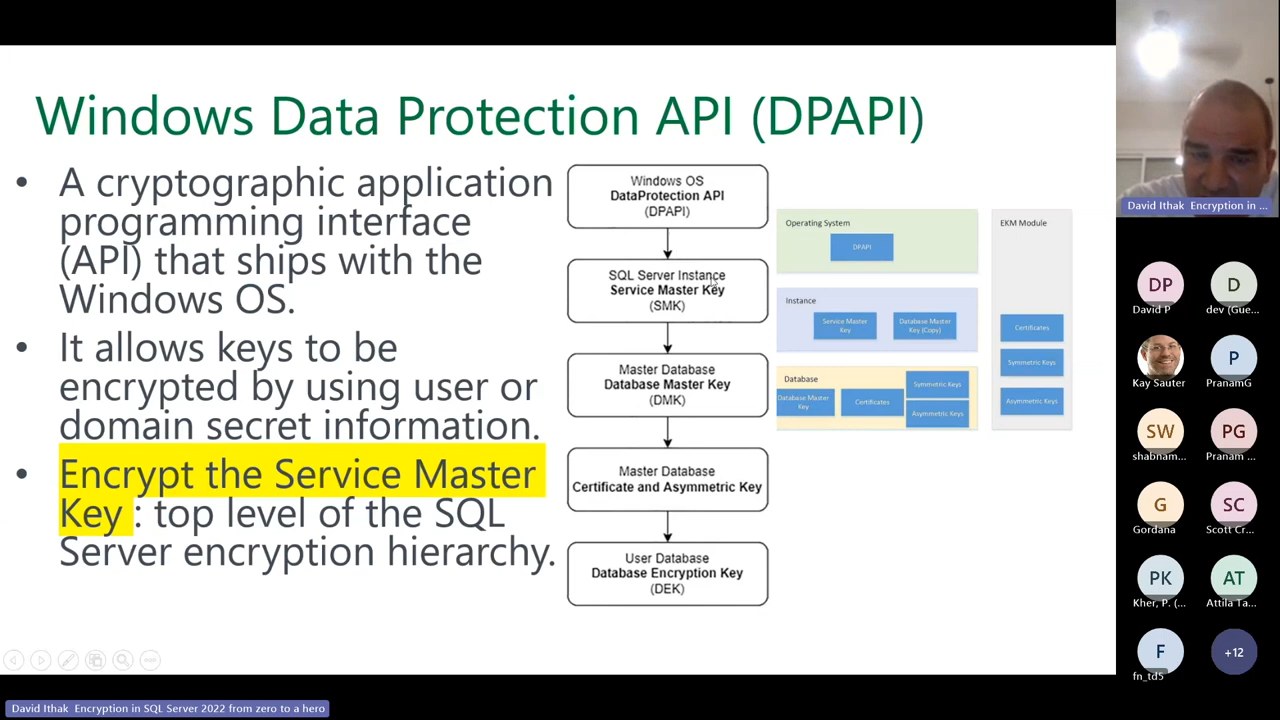 Windows Data Protection API (DPAPI)
• A cryptographic application
programming interface
(API) that ships with the
Windows OS.
• It allows keys to be
encrypted by using user or
domain secret information.
• Encrypt the Service Master
Key : top level of the SQL
Server encryption hierarchy.
Windows OS
DataProtection API
(DPAPI)
SQL Server Instance
Service Master Key
(SMK)
Master Database
Database Master Key
(DMK)
Master Database
Certificate and Asymmetric Key
User Database
Database Encryption Key
(DEK)
Operating System
DPAPI
Instance
Service Master
Key
Database Master
Key (Copy)
Database
Database Master
Key
Certificates
Symmetric Keys
Asymmetric Keys
EKM Module
Certificates
Symmetric Keys
Asymmetric Keys
David Ithak Encryption in ...
DP
David P
D
dev (Gue...
Kay Sauter
P
PranamG
SW
shabnam...
PG
Pranam ...
G
Gordana
SC
Scott Cr...
PK
Kher, P. (...
AT
Attila Ta...
F
fn_td5
+12
David Ithak Encryption in SQL Server 2022 from zero to a hero